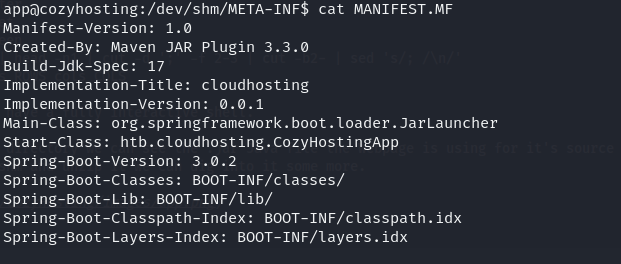 app@cozyhosting:/dev/shm/META-INF$ cat MANIFEST.MF
Manifest-Version: 1.0
Created-By: Maven JAR Plugin 3.3.0
Build-Jdk-Spec: 17
Implementation-Title: cloudhosting
Implementation-Version: 0.0.1
Main-Class: org.springframework.boot.loader.JarLauncher
Start-Class: htb.cloudhosting.CozyHostingApp
Spring-Boot-Version: 3.0.2
Spring-Boot-Classes: BOOT-INF/classes/
Spring-Boot-Lib: BOOT-INF/lib/
Spring-Boot-Classpath-Index: BOOT-INF/classpath.idx
Spring-Boot-Layers-Index: BOOT-INF/layers.idx